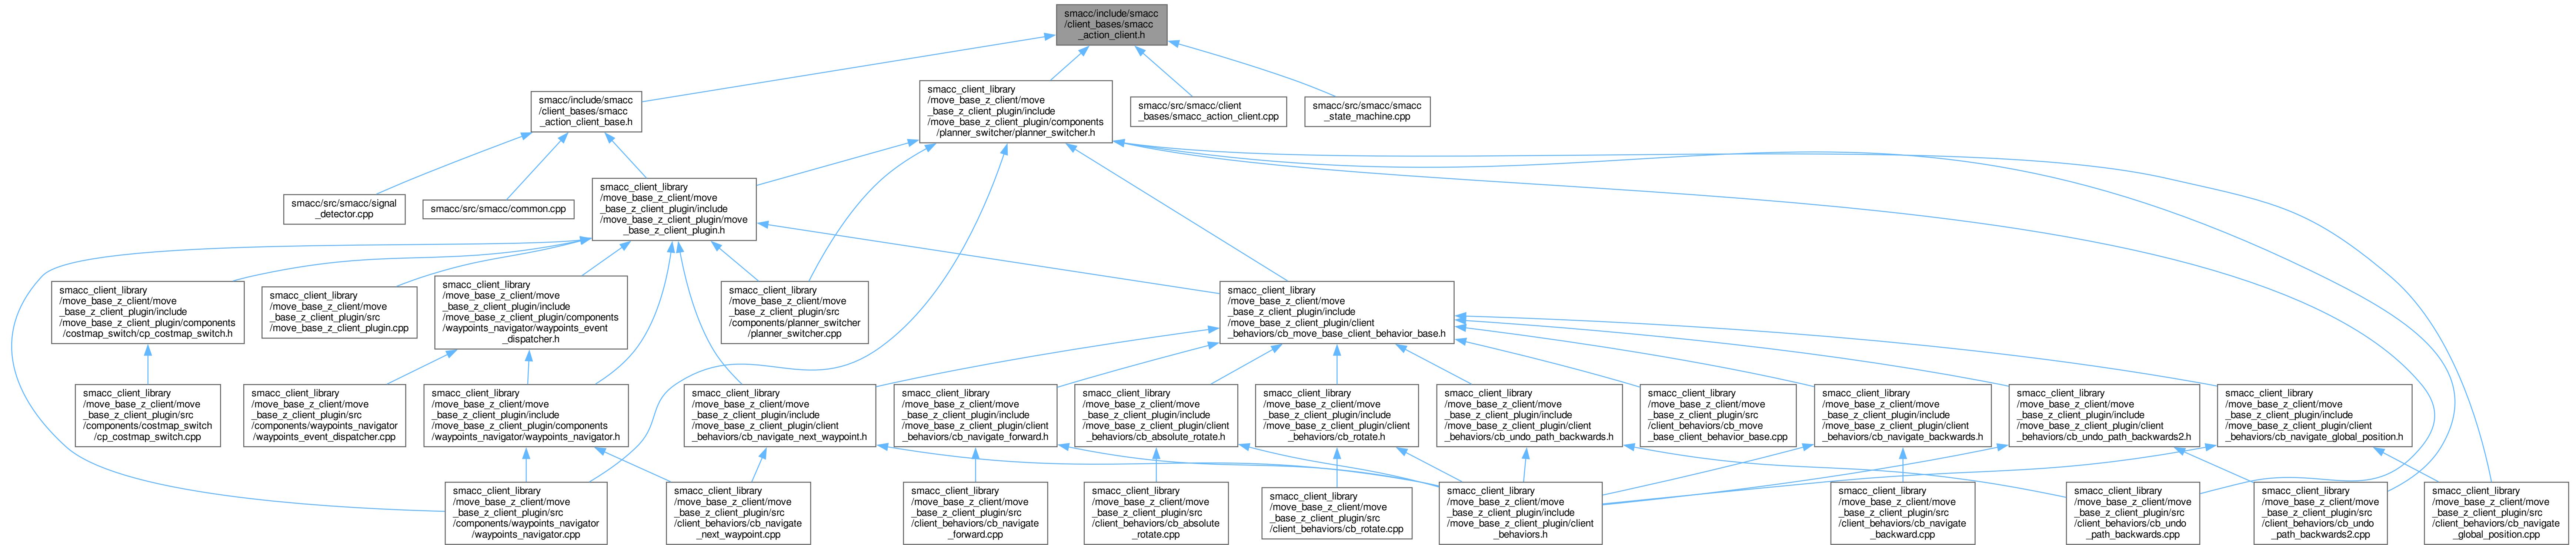 smacc/include/smacc
/client_bases/smacc
_action_client.h
smacc/include/smacc
/client_bases/smacc
_action_client_base.h
smacc_client_library
/move_base_z_client/move
_base_z_client_plugin/include
/move_base_z_client_plugin/components
/planner_switcher/planner_switcher.h
smacc/src/smacc/client
_bases/smacc_action_client.cpp
smacc/src/smacc/smacc
_state_machine.cpp
smacc/src/smacc/signal
_detector.cpp
smacc/src/smacc/common.cpp
smacc_client_library
/move_base_z_client/move
_base_z_client_plugin/include
/move_base_z_client_plugin/move
_base_z_client_plugin.h
smacc_client_library
/move_base_z_client/move
_base_z_client_plugin/include
/move_base_z_client_plugin/components
/costmap_switch/cp_costmap_switch.h
smacc_client_library
/move_base_z_client/move
_base_z_client_plugin/src
/move_base_z_client_plugin.cpp
smacc_client_library
/move_base_z_client/move
_base_z_client_plugin/include
/move_base_z_client_plugin/components
/waypoints_navigator/waypoints_event
_dispatcher.h
smacc_client_library
/move_base_z_client/move
_base_z_client_plugin/src
/components/planner_switcher
/planner_switcher.cpp
smacc_client_library
/move_base_z_client/move
_base_z_client_plugin/include
/move_base_z_client_plugin/client
_behaviors/cb_move_base_client_behavior_base.h
smacc_client_library
/move_base_z_client/move
_base_z_client_plugin/src
/components/costmap_switch
/cp_costmap_switch.cpp
smacc_client_library
/move_base_z_client/move
_base_z_client_plugin/src
/components/waypoints_navigator
/waypoints_event_dispatcher.cpp
smacc_client_library
/move_base_z_client/move
_base_z_client_plugin/include
/move_base_z_client_plugin/components
/waypoints_navigator/waypoints_navigator.h
smacc_client_library
/move_base_z_client/move
_base_z_client_plugin/include
/move_base_z_client_plugin/client
_behaviors/cb_navigate_next_waypoint.h
smacc_client_library
/move_base_z_client/move
_base_z_client_plugin/include
/move_base_z_client_plugin/client
_behaviors/cb_navigate_forward.h
smacc_client_library
/move_base_z_client/move
_base_z_client_plugin/include
/move_base_z_client_plugin/client
_behaviors/cb_absolute_rotate.h
smacc_client_library
/move_base_z_client/move
_base_z_client_plugin/include
/move_base_z_client_plugin/client
_behaviors/cb_rotate.h
smacc_client_library
/move_base_z_client/move
_base_z_client_plugin/include
/move_base_z_client_plugin/client
_behaviors/cb_undo_path_backwards.h
smacc_client_library
/move_base_z_client/move
_base_z_client_plugin/src
/client_behaviors/cb_move
_base_client_behavior_base.cpp
smacc_client_library
/move_base_z_client/move
_base_z_client_plugin/include
/move_base_z_client_plugin/client
_behaviors/cb_navigate_backwards.h
smacc_client_library
/move_base_z_client/move
_base_z_client_plugin/include
/move_base_z_client_plugin/client
_behaviors/cb_undo_path_backwards2.h
smacc_client_library
/move_base_z_client/move
_base_z_client_plugin/include
/move_base_z_client_plugin/client
_behaviors/cb_navigate_global_position.h
smacc_client_library
/move_base_z_client/move
_base_z_client_plugin/src
/components/waypoints_navigator
/waypoints_navigator.cpp
smacc_client_library
/move_base_z_client/move
_base_z_client_plugin/src
/client_behaviors/cb_navigate
_next_waypoint.cpp
smacc_client_library
/move_base_z_client/move
_base_z_client_plugin/src
/client_behaviors/cb_navigate
_forward.cpp
smacc_client_library
/move_base_z_client/move
_base_z_client_plugin/src
/client_behaviors/cb_absolute
_rotate.cpp
smacc_client_library
/move_base_z_client/move
_base_z_client_plugin/src
/client_behaviors/cb_rotate.cpp
smacc_client_library
/move_base_z_client/move
_base_z_client_plugin/include
/move_base_z_client_plugin/client
_behaviors.h
smacc_client_library
/move_base_z_client/move
_base_z_client_plugin/src
/client_behaviors/cb_navigate
_backward.cpp
smacc_client_library
/move_base_z_client/move
_base_z_client_plugin/src
/client_behaviors/cb_undo
_path_backwards.cpp
smacc_client_library
/move_base_z_client/move
_base_z_client_plugin/src
/client_behaviors/cb_undo
_path_backwards2.cpp
smacc_client_library
/move_base_z_client/move
_base_z_client_plugin/src
/client_behaviors/cb_navigate
_global_position.cpp